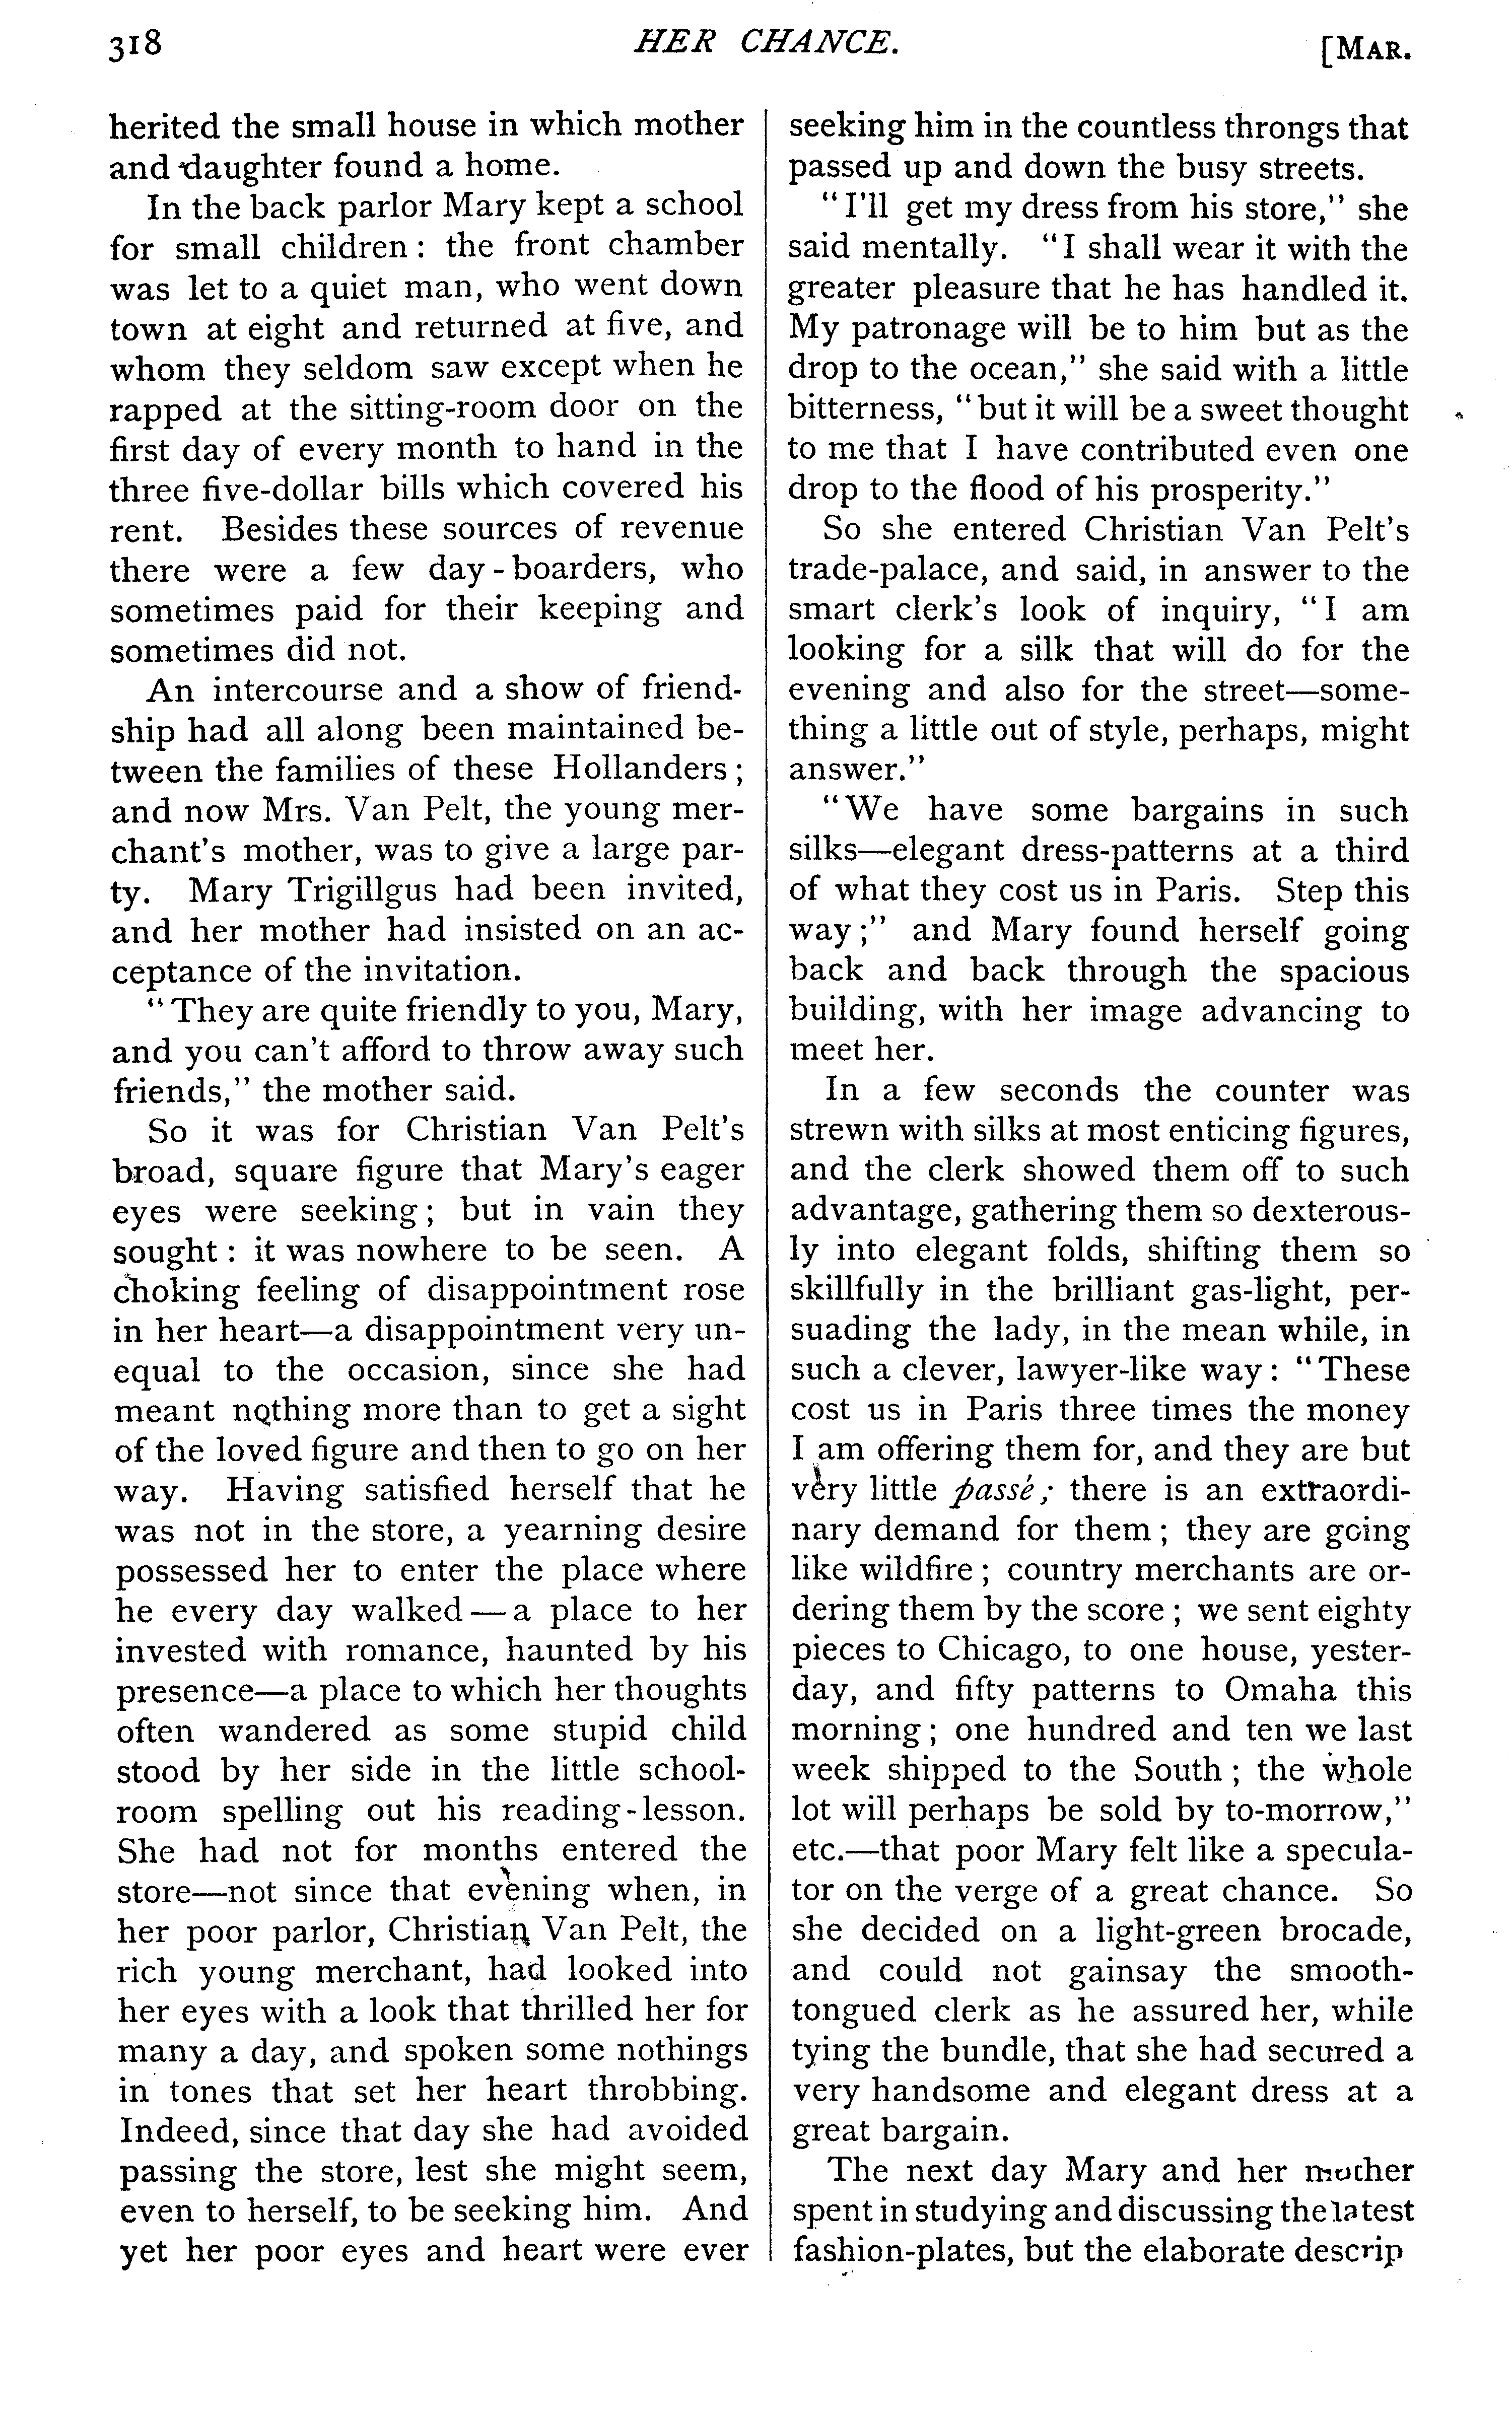 318
HER CHANCE.
[MAR.
herited the small house in which mother
and daughter found a home.
In the back parlor Mary kept a school
for small children : the front chamber
was let to a quiet man, who went down
town at eight and returned at five, and
whom they seldom saw except when he
rapped at the sitting-room door on the
first day of every month to hand in the
three five-dollar bills which covered his
rent. Besides these sources of revenue
there were a few day-boarders, who
sometimes paid for their keeping and
sometimes did not.
An intercourse and a show of friend-
ship had all along been maintained be-
tween the families of these Hollanders ;
and now Mrs. Van Pelt, the young mer-
chant's mother, was to give a large par-
ty. Mary Trigillgus had been invited,
and her mother had insisted on an ac-
ceptance of the invitation.
"They are quite friendly to you, Mary,
and you can't afford to throw away such
friends," the mother said.
So it was for Christian Van Pelt's
broad, square figure that Mary's eager
eyes were seeking ; but in vain they
sought : it was nowhere to be seen. A
choking feeling of disappointment rose
in her heart—a disappointment very un-
equal to the occasion, since she had
meant nothing more than to get a sight
of the loved figure and then to go on her
way. Having satisfied herself that he
was not in the store, a yearning desire
possessed her to enter the place where
he every day walked—a place to her
invested with romance, haunted by his
presence—a place to which her thoughts
often wandered as some stupid child
stood by her side in the little school-
room spelling out his reading-lesson.
She had not for months entered the
store—not since that evening when, in
her poor parlor, Christian Van Pelt, the
rich young merchant, had looked into
her eyes with a look that thrilled her for
many a day, and spoken some nothings
in tones that set her heart throbbing.
Indeed, since that day she had avoided
passing the store, lest she might seem,
even to herself, to be seeking him. And
yet her poor eyes and heart were ever
seeking him in the countless throngs that
passed up and down the busy streets.
"I'll get my dress from his store," she
said mentally. "I shall wear it with the
greater pleasure that he has handled it.
My patronage will be to him but as the
drop to the ocean," she said with a little
bitterness, "but it will be a sweet thought
to me that I have contributed even one
drop to the flood of his prosperity."
So she entered Christian Van Pelt's
trade-palace, and said, in answer to the
smart clerk's look of inquiry, "I am
looking for a silk that will do for the
evening and also for the street—some-
thing a little out of style, perhaps, might
answer."
"We have some bargains in such
silks—elegant dress-patterns at a third
of what they cost us in Paris. Step this
way ;" and Mary found herself going
back and back through the spacious
building, with her image advancing to
meet her.
In a few seconds the counter was
strewn with silks at most enticing figures,
and the clerk showed them off to such
advantage, gathering them so dexterous-
ly into elegant folds, shifting them so
skillfully in the brilliant gas-light, per-
suading the lady, in the mean while, in
such a clever, lawyer-like way : "These
cost us in Paris three times the money
I am offering them for, and they are but
very little passé ; there is an extraordi-
nary demand for them ; they are going
like wildfire ; country merchants are or-
dering them by the score ; we sent eighty
pieces to Chicago, to one house, yester-
day, and fifty patterns to Omaha this
morning ; one hundred and ten we last
week shipped to the South ; the whole
lot will perhaps be sold by to-morrow,"
etc.—that poor Mary felt like a specula-
tor on the verge of a great chance. So
she decided on a light-green brocade,
and could not gainsay the smooth-
tongued clerk as he assured her, while
tying the bundle, that she had secured a
very handsome and elegant dress at a
great bargain.
The next day Mary and her mother
spent in studying and discussing the latest
fashion-plates, but the elaborate descrip